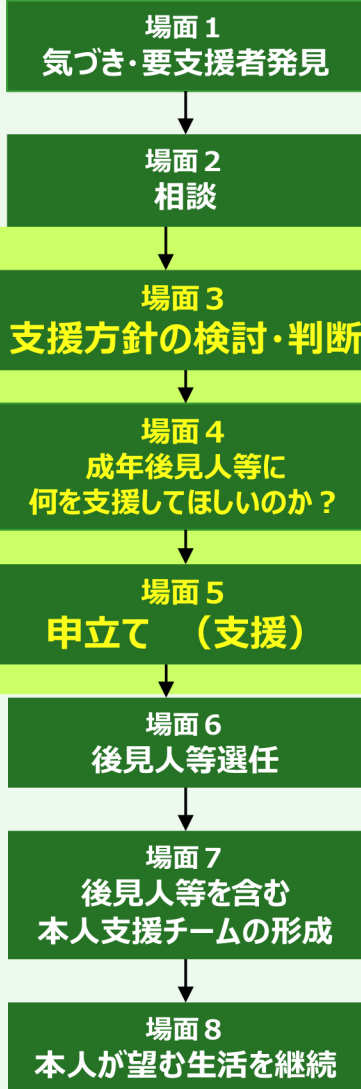 場面１
気づき・要支援者発見
場面２
相談
場面３
支援方針の検討・判断
場面４
成年後見人等に
何を支援してほしいのか？
場面５
申立て　（支援）
場面６
後見人等選任
場面７
後見人等を含む
本人支援チームの形成
場面８
本人が望む生活を継続